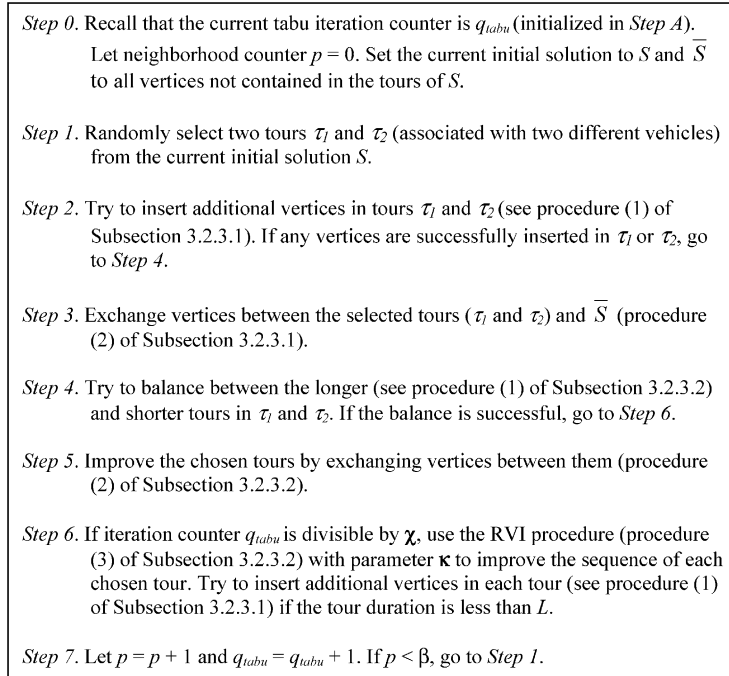 Step 0. Recall that the current tabu iteration counter is q_tabu (initialized in Step A).
Let neighborhood counter p = 0. Set the current initial solution to S and S̅
to all vertices not contained in the tours of S.
Step 1. Randomly select two tours τ₁ and τ₂ (associated with two different vehicles)
from the current initial solution S.
Step 2. Try to insert additional vertices in tours τ₁ and τ₂ (see procedure (1) of
Subsection 3.2.3.1). If any vertices are successfully inserted in τ₁ or τ₂, go
to Step 4.
Step 3. Exchange vertices between the selected tours (τ₁ and τ₂) and S̅ (procedure
(2) of Subsection 3.2.3.1).
Step 4. Try to balance between the longer (see procedure (1) of Subsection 3.2.3.2)
and shorter tours in τ₁ and τ₂. If the balance is successful, go to Step 6.
Step 5. Improve the chosen tours by exchanging vertices between them (procedure
(2) of Subsection 3.2.3.2).
Step 6. If iteration counter q_tabu is divisible by χ, use the RVI procedure (procedure
(3) of Subsection 3.2.3.2) with parameter κ to improve the sequence of each
chosen tour. Try to insert additional vertices in each tour (see procedure (1)
of Subsection 3.2.3.1) if the tour duration is less than L.
Step 7. Let p = p + 1 and q_tabu = q_tabu + 1. If p < β, go to Step 1.